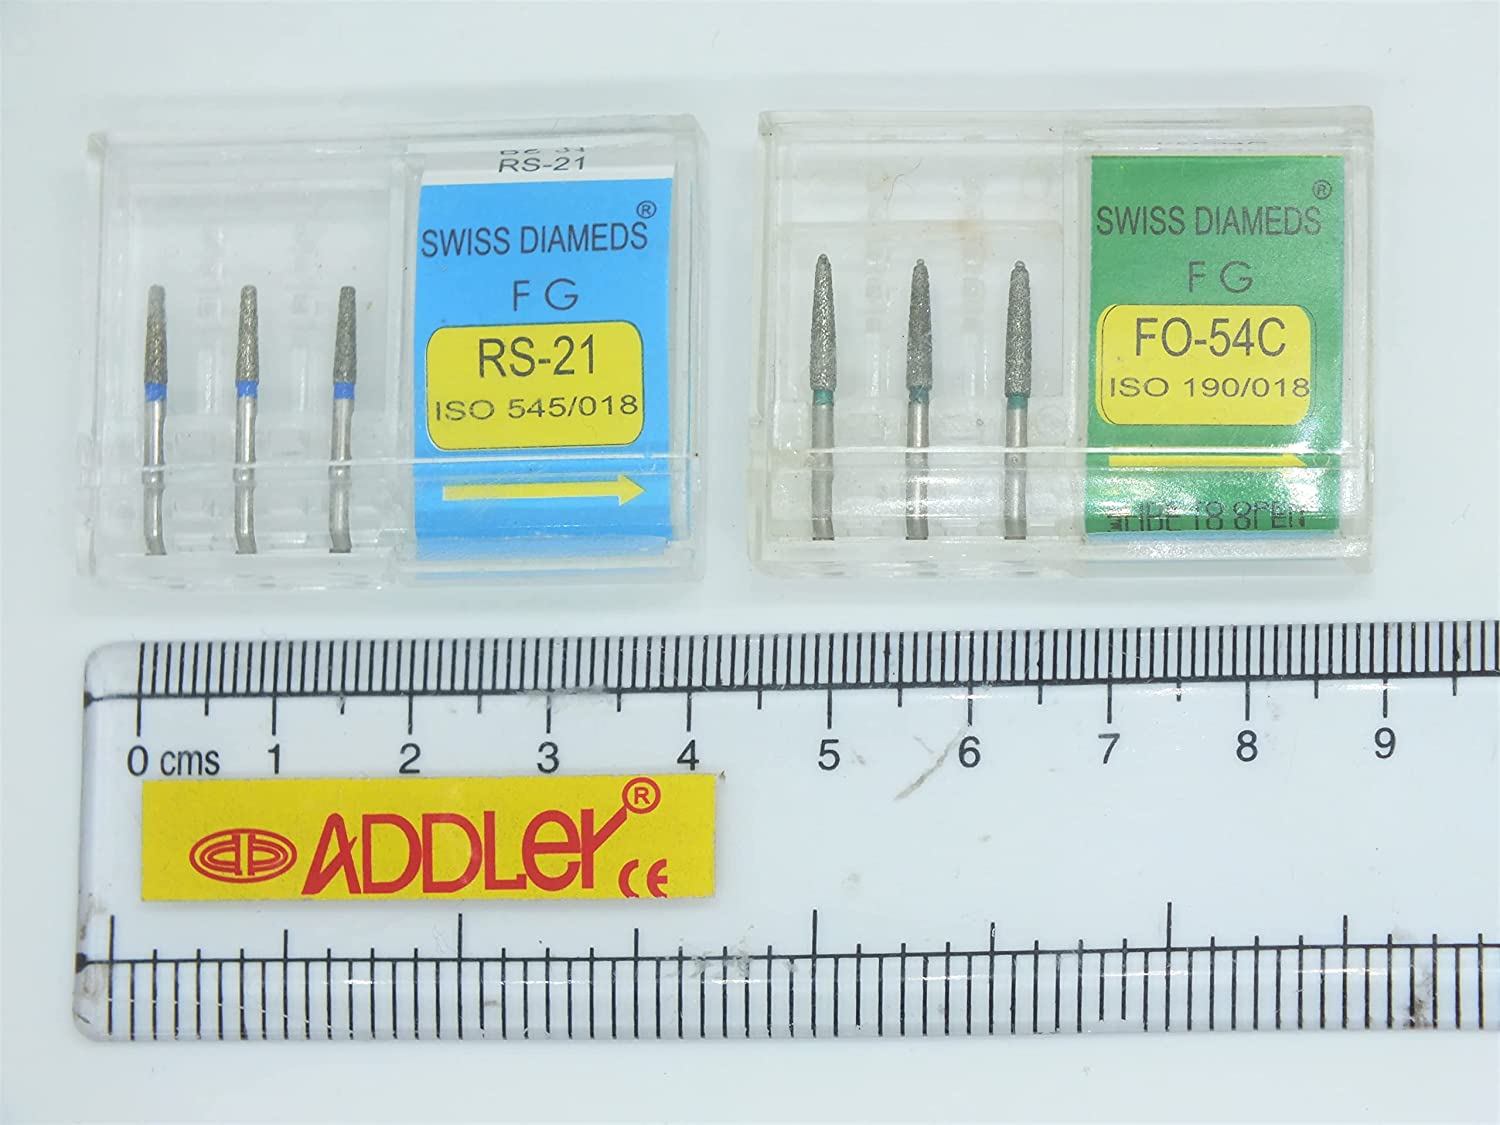 RS-21
SWISS DIAMEDS®
F G
RS-21
ISO 545/018
SWISS DIAMEDS®
F G
FO-54C
ISO 190/018
0 cms 1 2 3 4 5 6 7 8 9
ADDLer®
CE